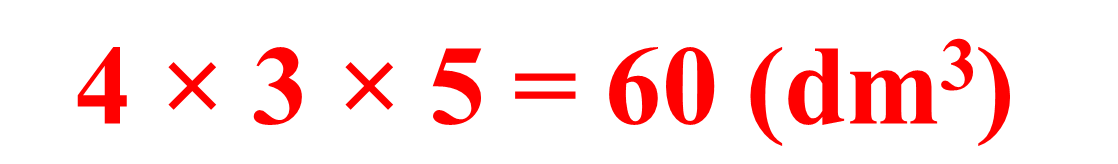 4 × 3 × 5 = 60 (dm³)